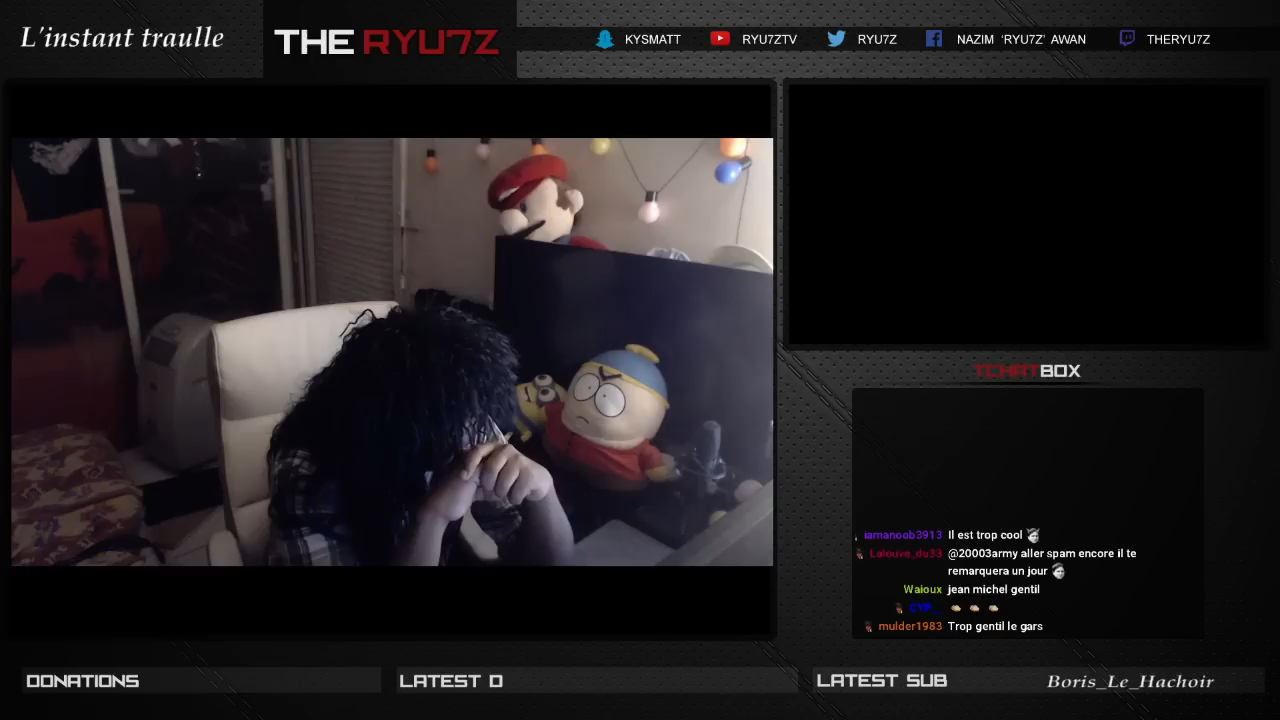 L'instant traulle
THE RYU7Z
KYSMATT
RYU7ZTV
RYU7Z
NAZIM 'RYU7Z' AWAN
THERYU7Z
TCHATBOX
iamanoob3913 Il est trop cool
Lalouve_du33 @20003army aller spam encore il te
remarquera un jour
Waioux jean michel gentil
mulder1983 Trop gentil le gars
DONATIONS
LATEST D
LATEST SUB
Boris_Le_Hachoir